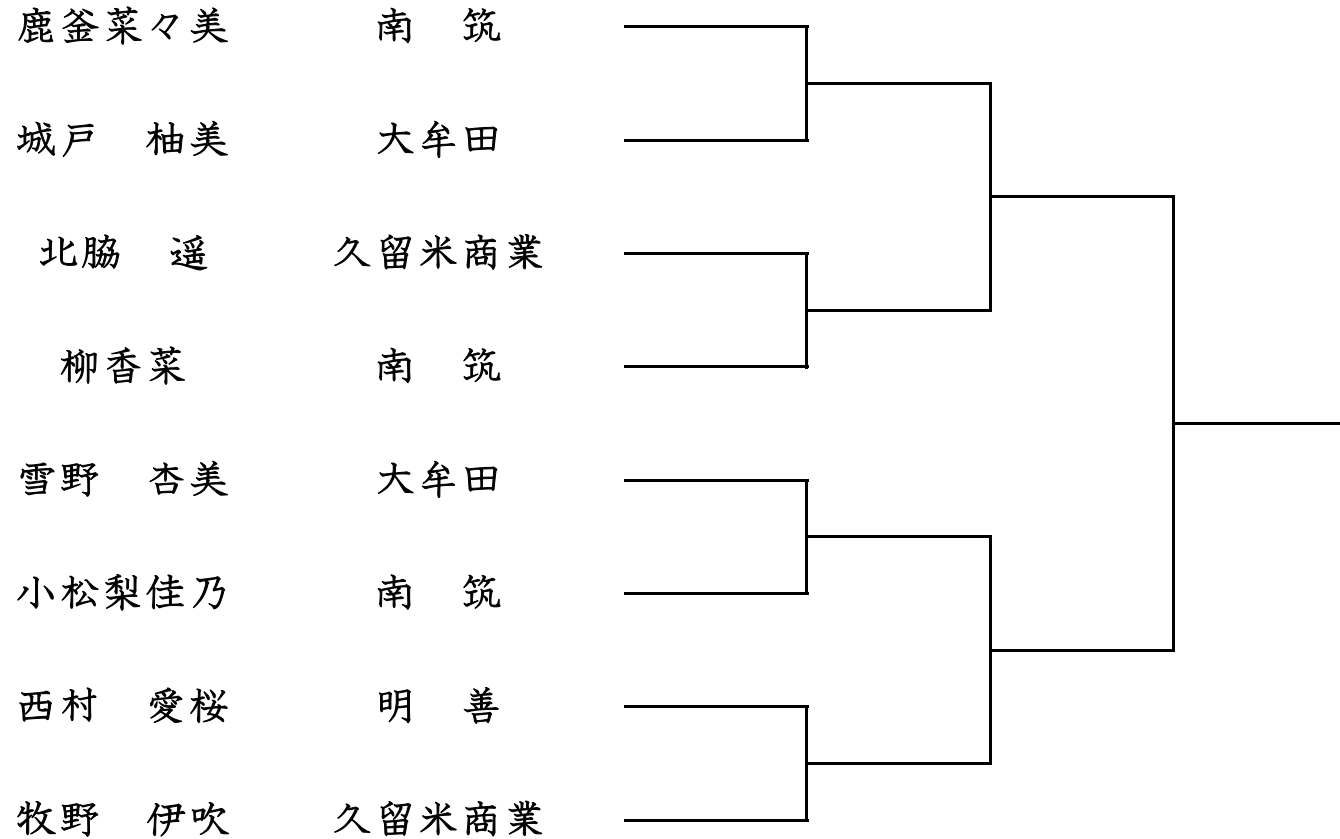 鹿釜菜々美 南 筑
城戸 柚美 大牟田
北脇 遥 久留米商業
柳香菜 南 筑
雪野 杏美 大牟田
小松梨佳乃 南 筑
西村 愛桜 明 善
牧野 伊吹 久留米商業